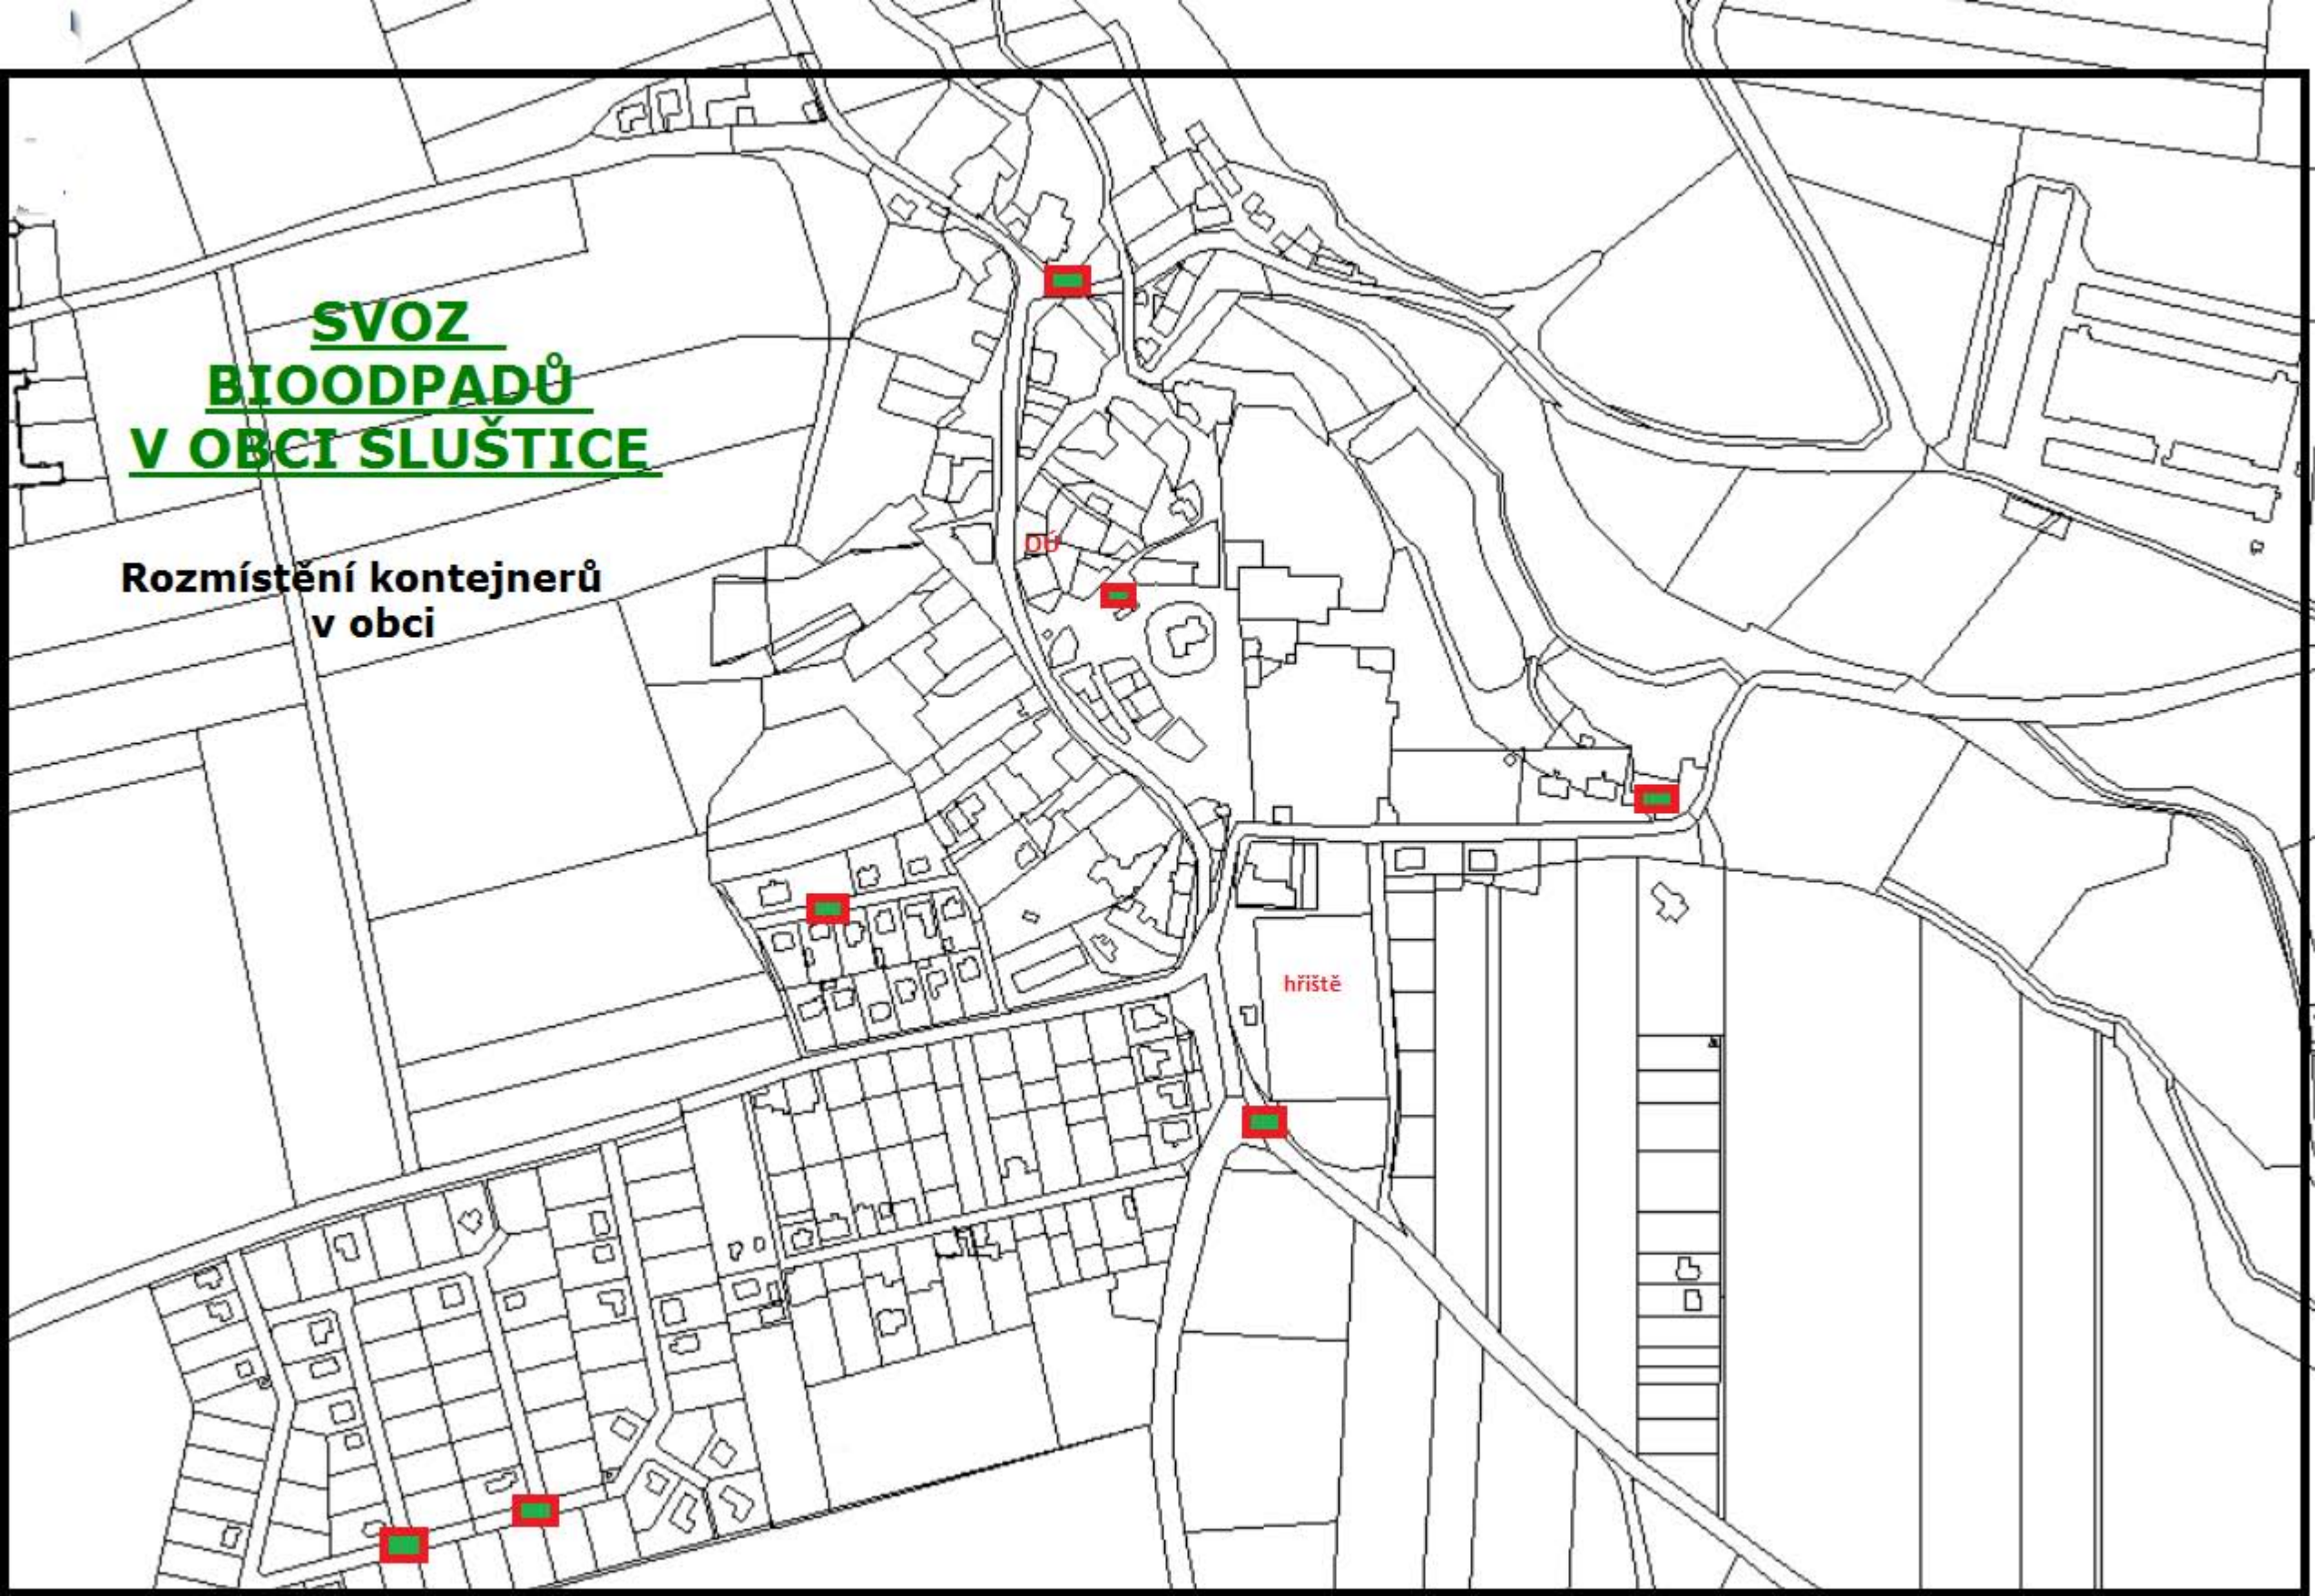 SVOZ
BIOODPADŮ
V OBCI SLUŠTICE
Rozmístění kontejnerů
v obci
OÚ
hřiště